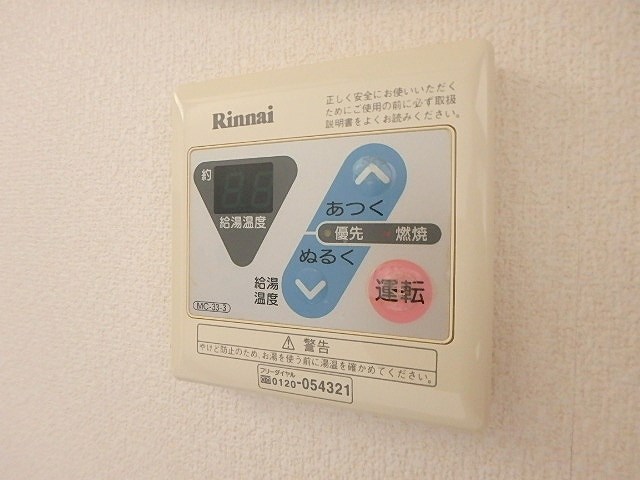 Rinnai
正しく安全にお使いいただく
ためにご使用の前に必ず取扱
説明書をよくお読みください。
約
給湯温度
あつく
優先 燃焼
ぬるく
給湯
温度
運転
MC-33-3
⚠ 警告
やけど防止のため、お湯を使う前に湯温を確かめてください。
フリーダイヤル
0120-054321